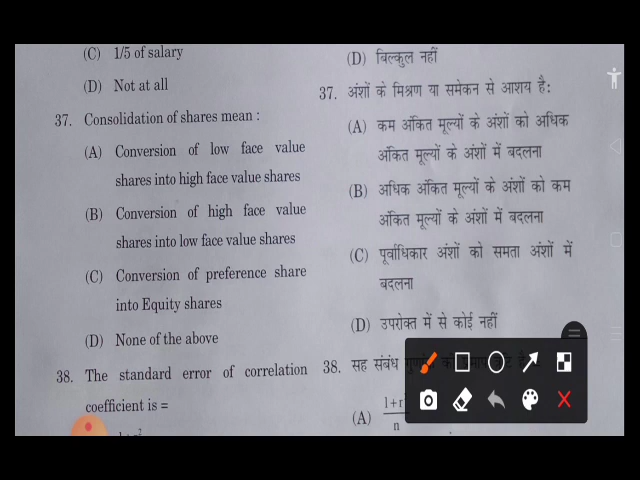 (C) 1/5 of salary
(D) Not at all
37. Consolidation of shares mean :
(A) Conversion of low face value
shares into high face value shares
(B) Conversion of high face value
shares into low face value shares
(C) Conversion of preference share
into Equity shares
(D) None of the above
38. The standard error of correlation
coefficient is =
(D) बिल्कुल नहीं
37. अंशों के मिश्रण या समेकन से आशय है:
(A) कम अंकित मूल्यों के अंशों को अधिक
अंकित मूल्यों के अंशों में बदलना
(B) अधिक अंकित मूल्यों के अंशों को कम
अंकित मूल्यों के अंशों में बदलना
(C) पूर्वाधिकार अंशों को समता अंशों में
बदलना
(D) उपरोक्त में से कोई नहीं
38. सह संबंध
(A) 1+r
n